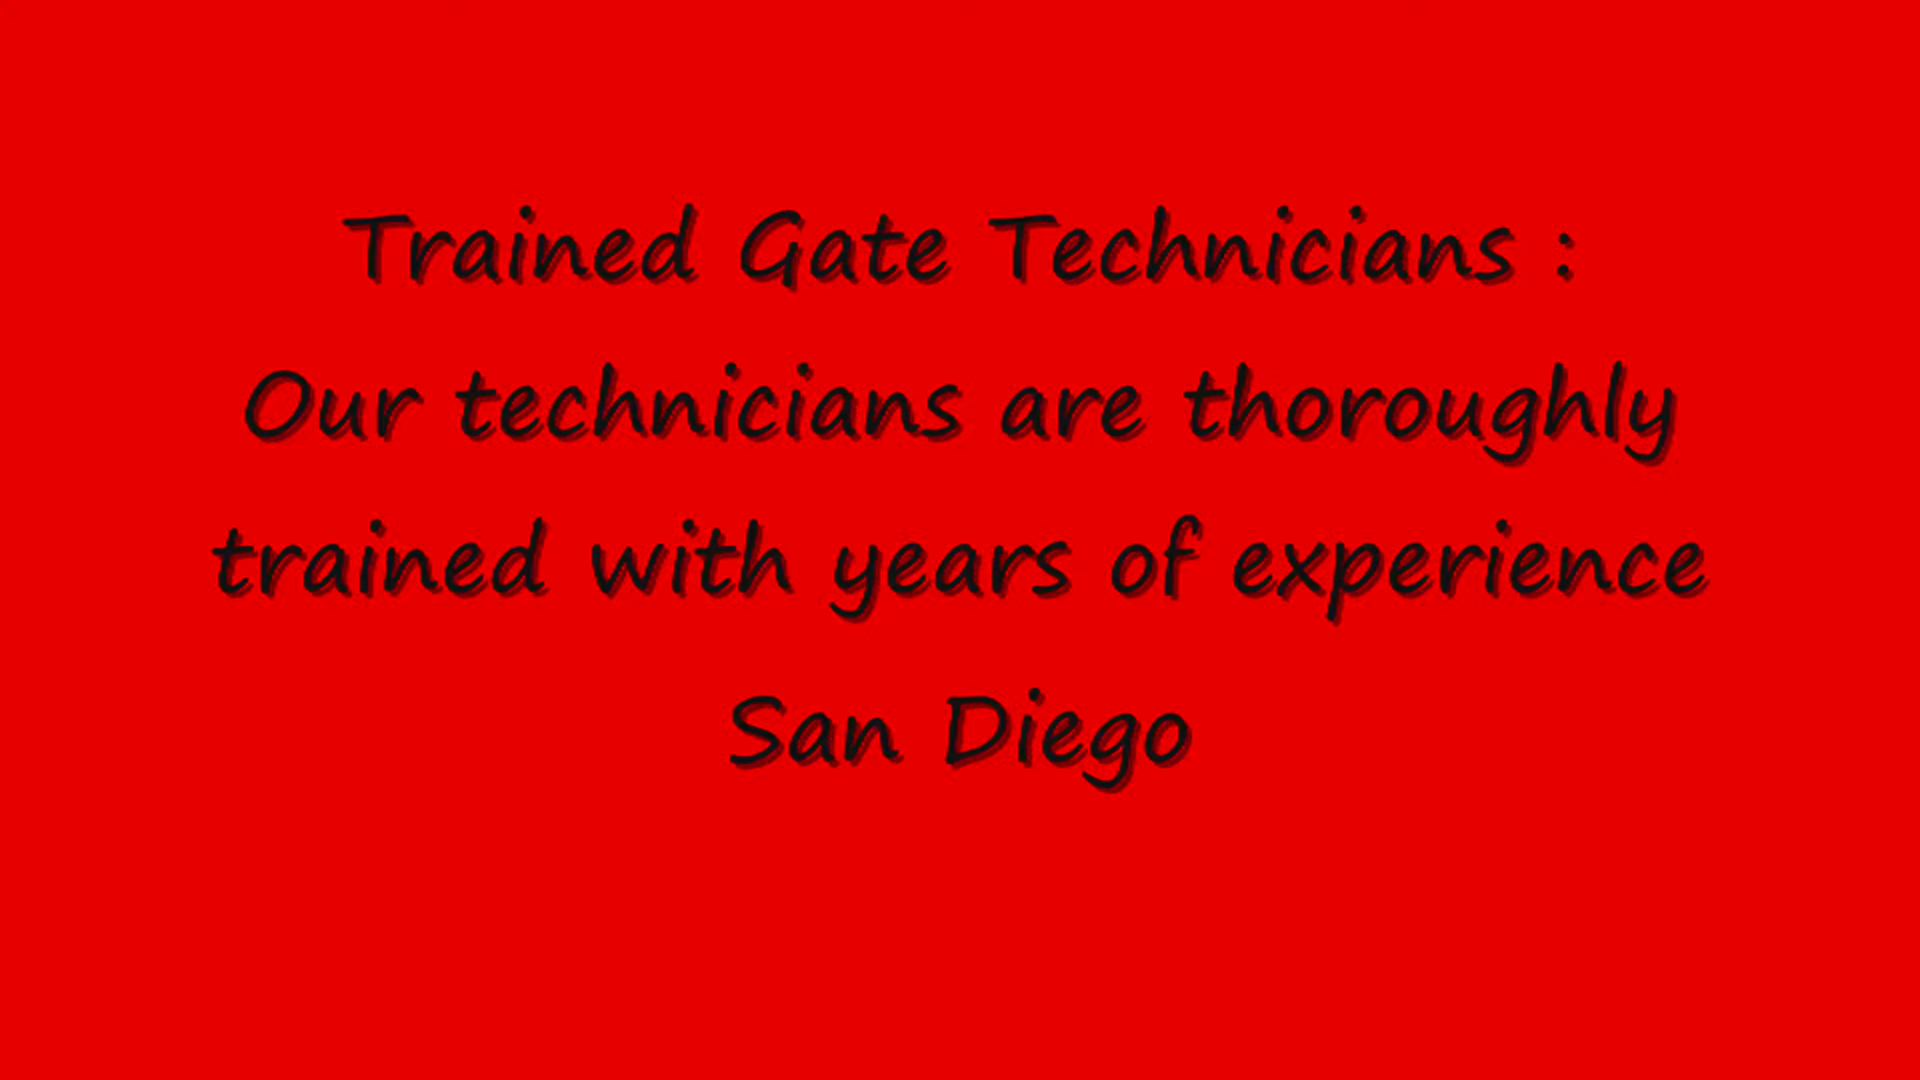 Trained Gate Technicians :
Our technicians are thoroughly
trained with years of experience
San Diego